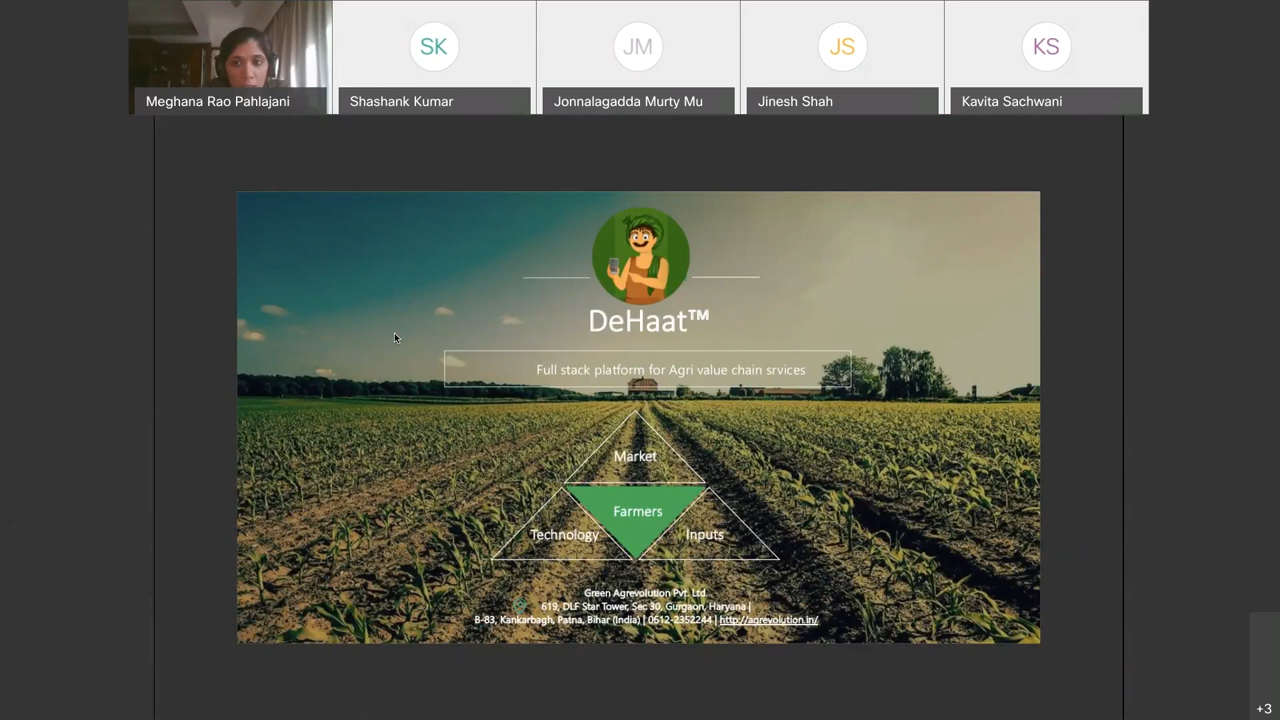 SK
JM
JS
KS
Meghana Rao Pahlajani
Shashank Kumar
Jonnalagadda Murty Mu
Jinesh Shah
Kavita Sachwani
DeHaat™
Full stack platform for Agri value chain srvices
Market
Farmers
Technology
Inputs
Green Agrevolution Pvt. Ltd.
619, DLF Star Tower, Sec 30, Gurgaon, Haryana |
B-83, Kankarbagh, Patna, Bihar (India) | 0612-2352244 | http://agrevolution.in/
+3